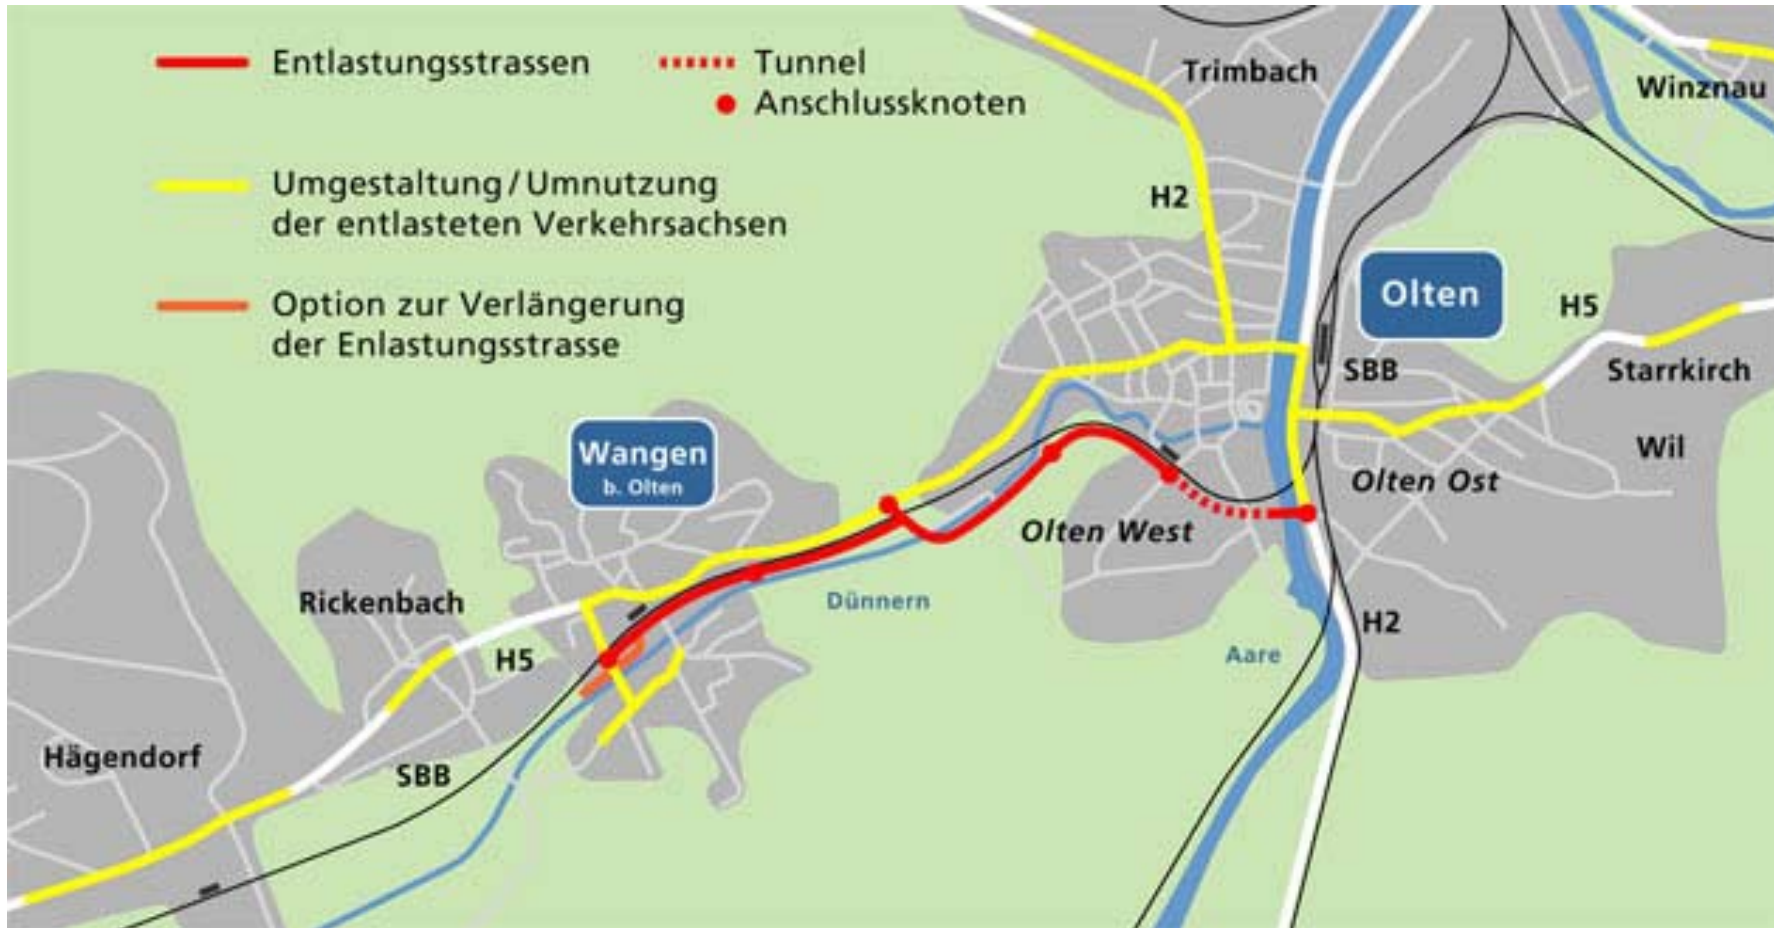 Entlastungsstrassen
Tunnel
Anschlussknoten
Umgestaltung / Umnutzung
der entlasteten Verkehrsachsen
Option zur Verlängerung
der Enlastungsstrasse
Trimbach
Winznau
H2
Olten
H5
SBB
Starrkirch
Wangen
b. Olten
Wil
Olten Ost
Olten West
Rickenbach
Dünnern
H2
H5
Aare
Hägendorf
SBB